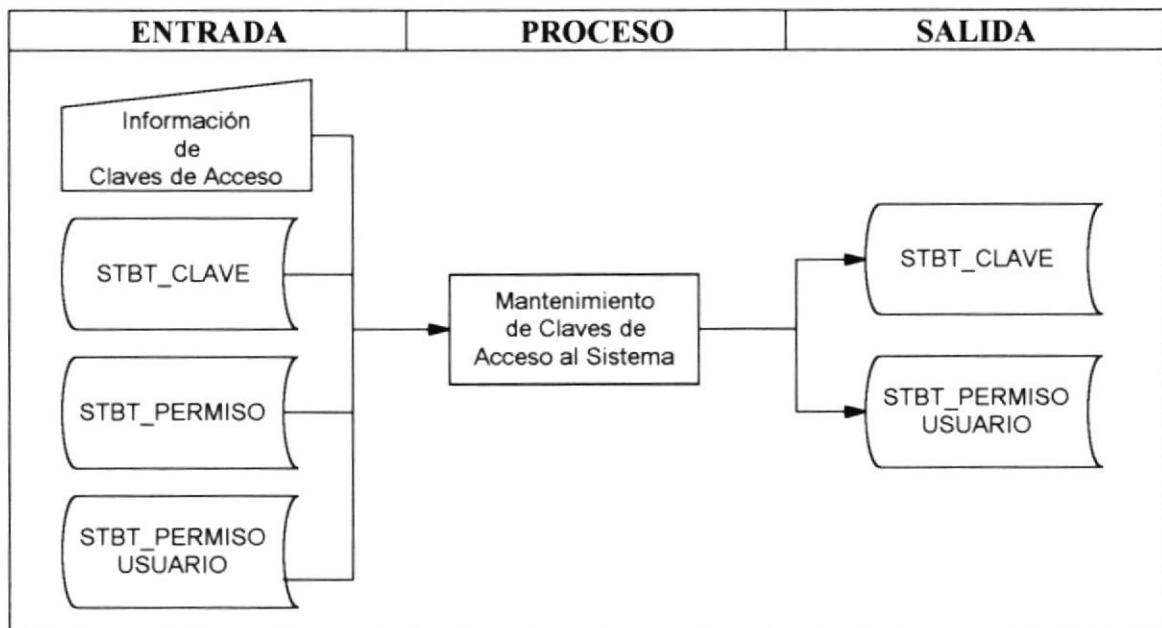 ENTRADA
PROCESO
SALIDA
Información
de
Claves de Acceso
STBT_CLAVE
STBT_PERMISO
STBT_PERMISO
USUARIO
Mantenimiento
de Claves de
Acceso al Sistema
STBT_CLAVE
STBT_PERMISO
USUARIO